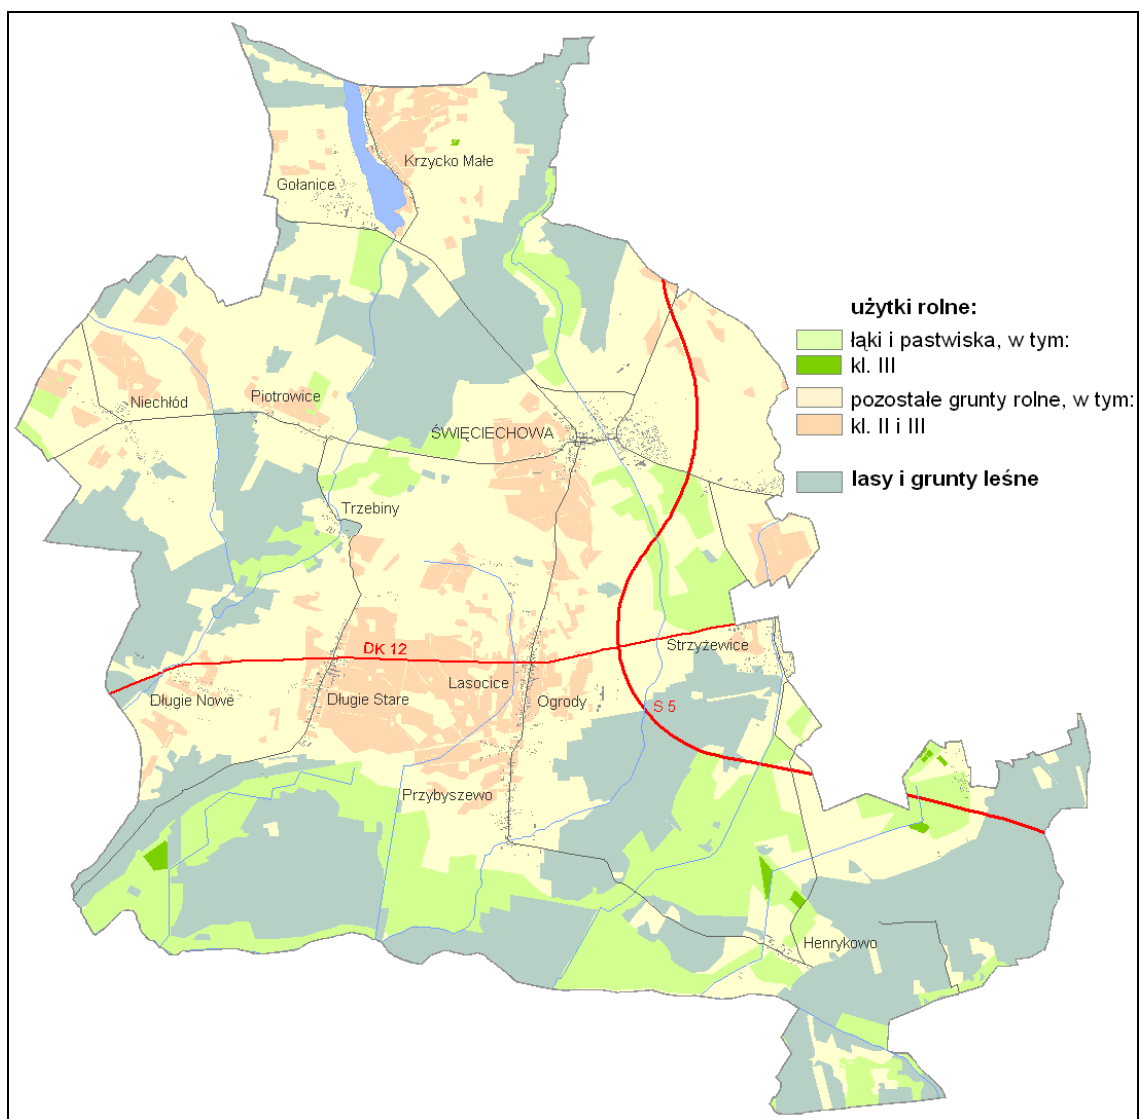 Krzycko Małe
Gołanice
użytki rolne:
łąki i pastwiska, w tym:
kl. III
pozostałe grunty rolne, w tym:
kl. II i III
lasy i grunty leśne
Niechłód
Piotrowice
ŚWIĘCIECHOWA
Trzebiny
DK 12
Strzyżewice
Długie Nowe
Długie Stare
Lasocice
Ogrody
S 5
Przybyszewo
Henrykowo